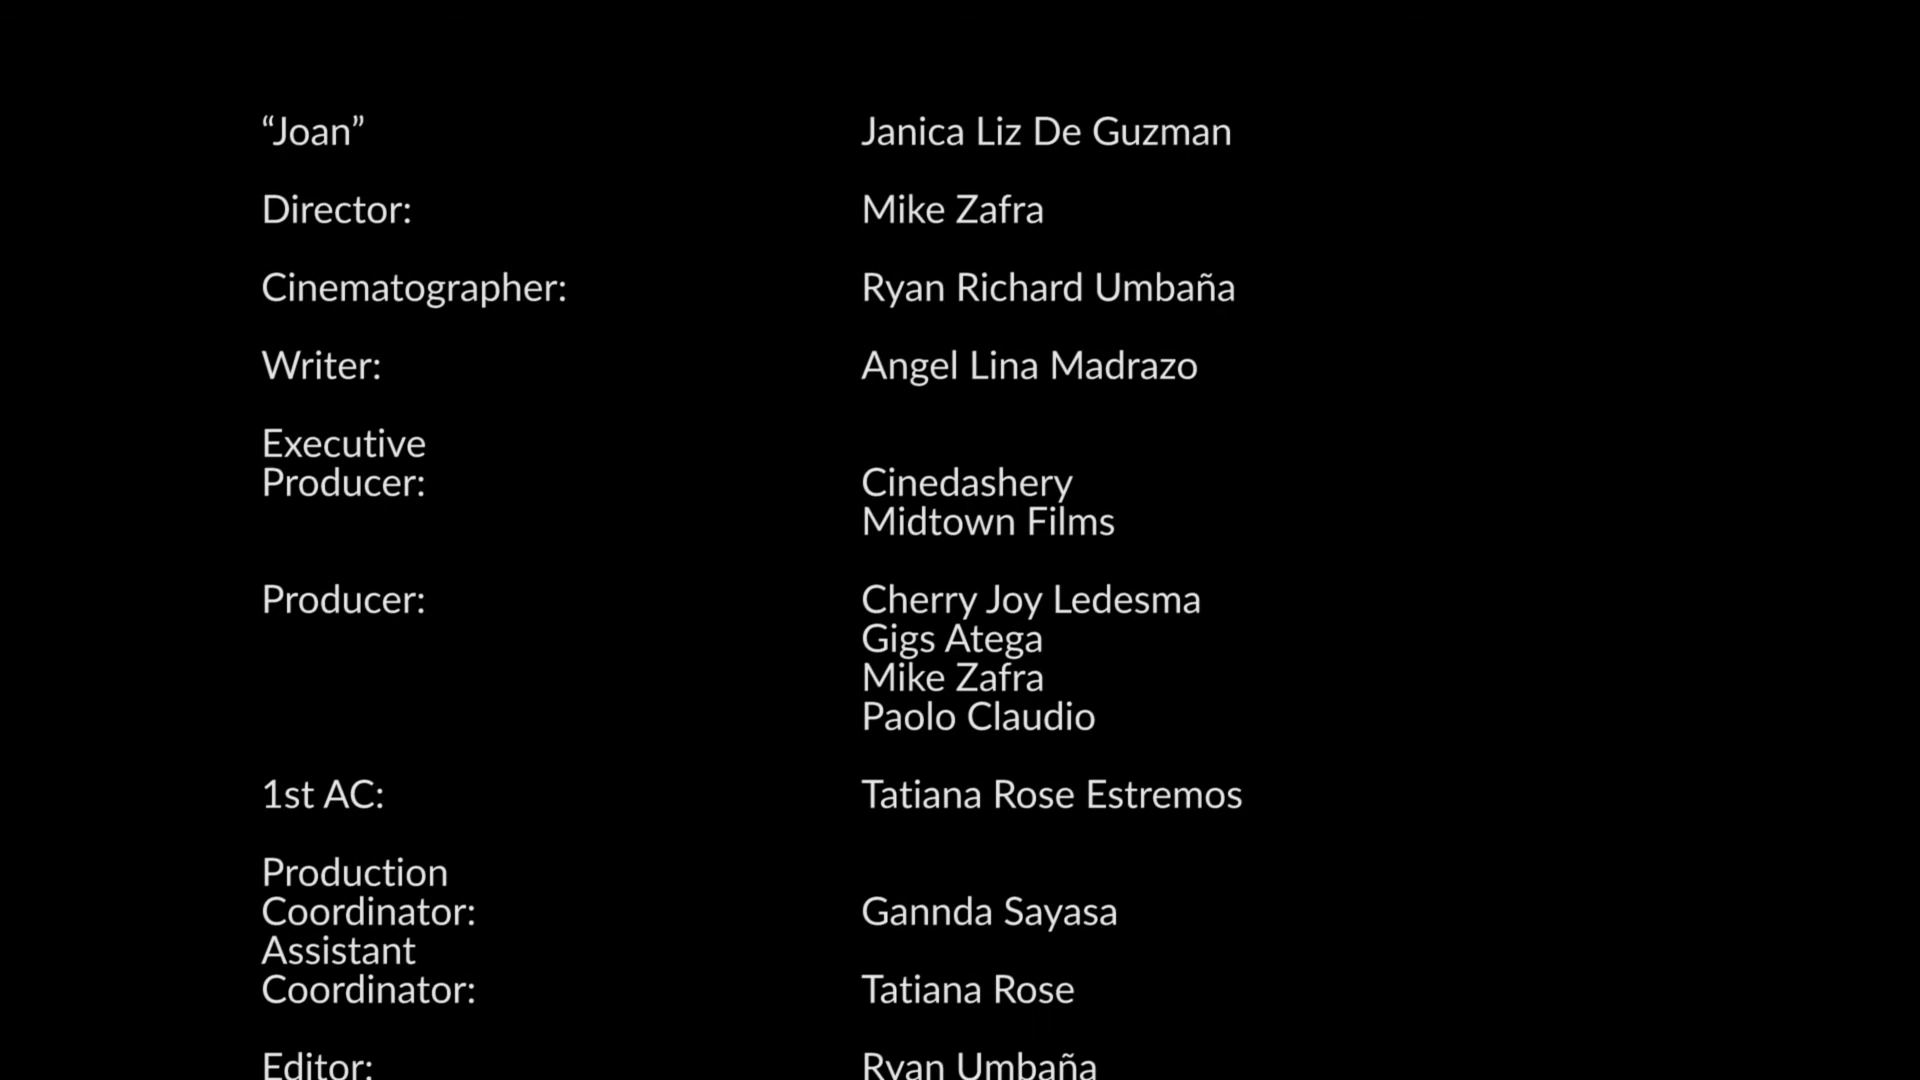 “Joan” Janica Liz De Guzman
Director: Mike Zafra
Cinematographer: Ryan Richard Umbaña
Writer: Angel Lina Madrazo
Executive
Producer: Cinedashery
Midtown Films
Producer: Cherry Joy Ledesma
Gigs Atega
Mike Zafra
Paolo Claudio
1st AC: Tatiana Rose Estremos
Production
Coordinator: Gannda Sayasa
Assistant
Coordinator: Tatiana Rose
Editor: Ryan Umbaña